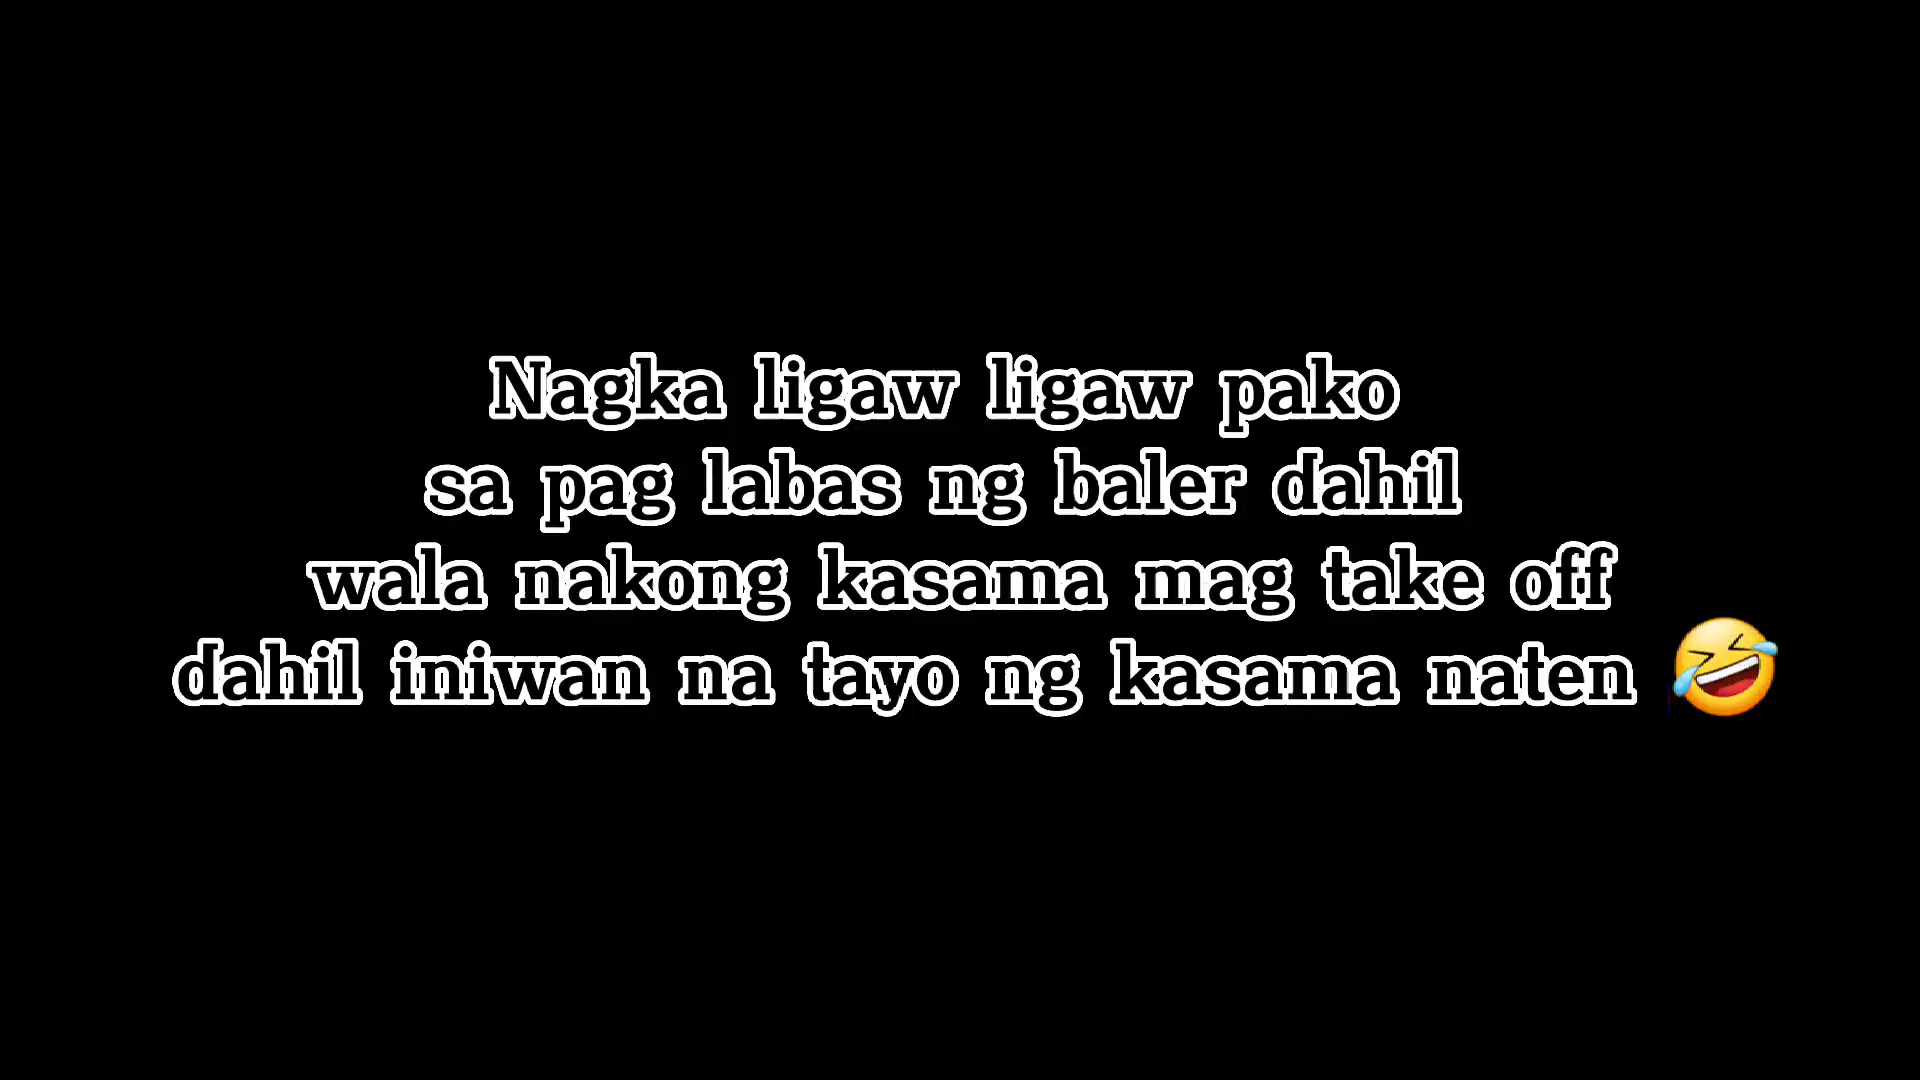 Nagka ligaw ligaw pako
sa pag labas ng baler dahil
wala nakong kasama mag take off
dahil iniwan na tayo ng kasama naten 🤣